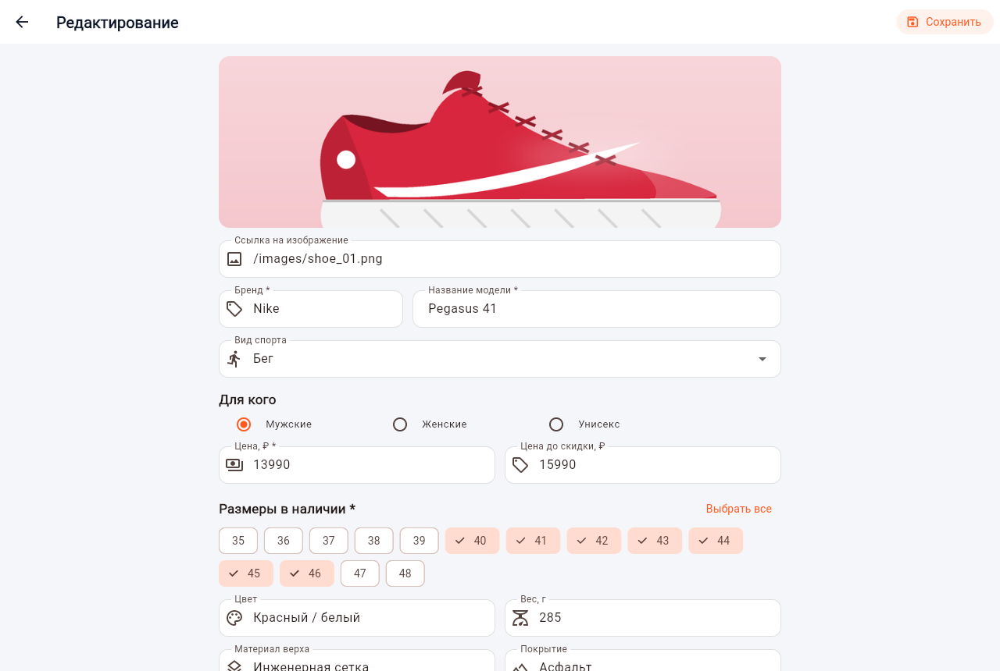 Редактирование
Сохранить
Ссылка на изображение
/images/shoe_01.png
Бренд * Название модели *
Nike Pegasus 41
Вид спорта
Бег
Для кого
Мужские Женские Унисекс
Цена, ₽ * Цена до скидки, ₽
13990 15990
Размеры в наличии * Выбрать все
35 36 37 38 39 40 41 42 43 44
45 46 47 48
Цвет Вес, г
Красный / белый 285
Материал верха Покрытие
Инженерная сетка Асфальт